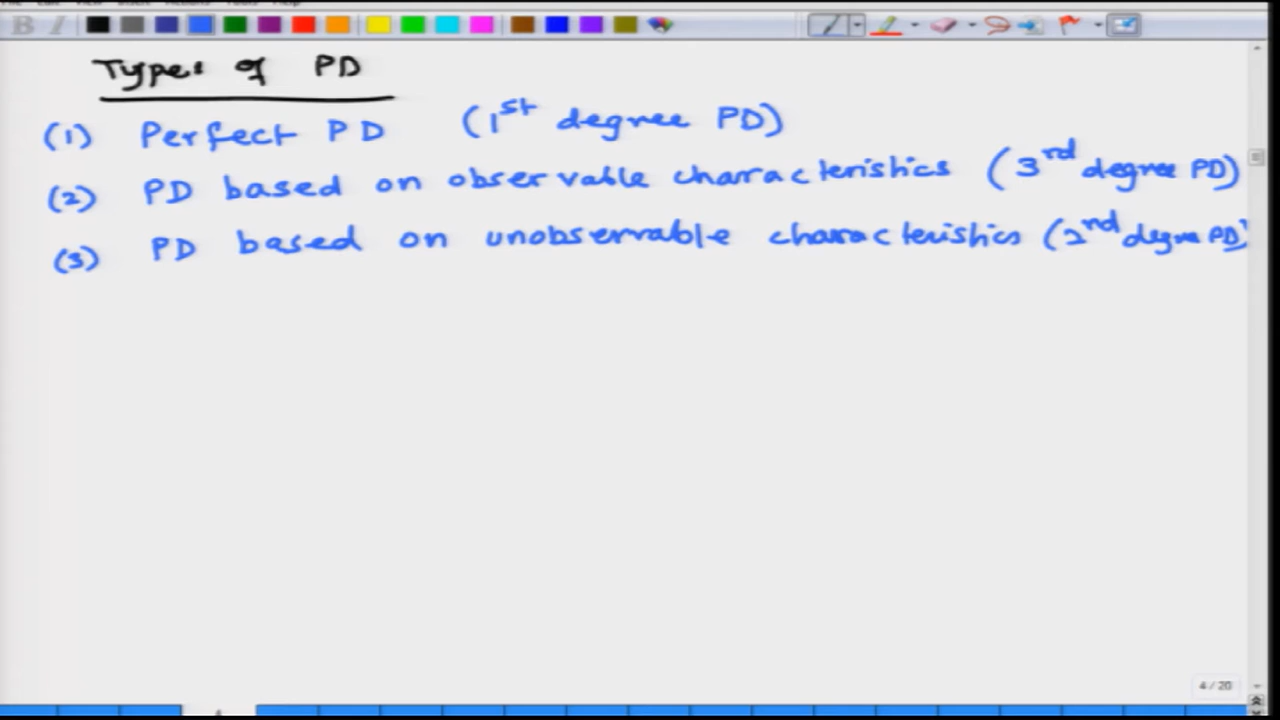 Types of PD
(1) Perfect PD (1st degree PD)
(2) PD based on observable characteristics (3rd degree PD)
(3) PD based on unobservable characteristics (2nd degree PD)
4 / 20